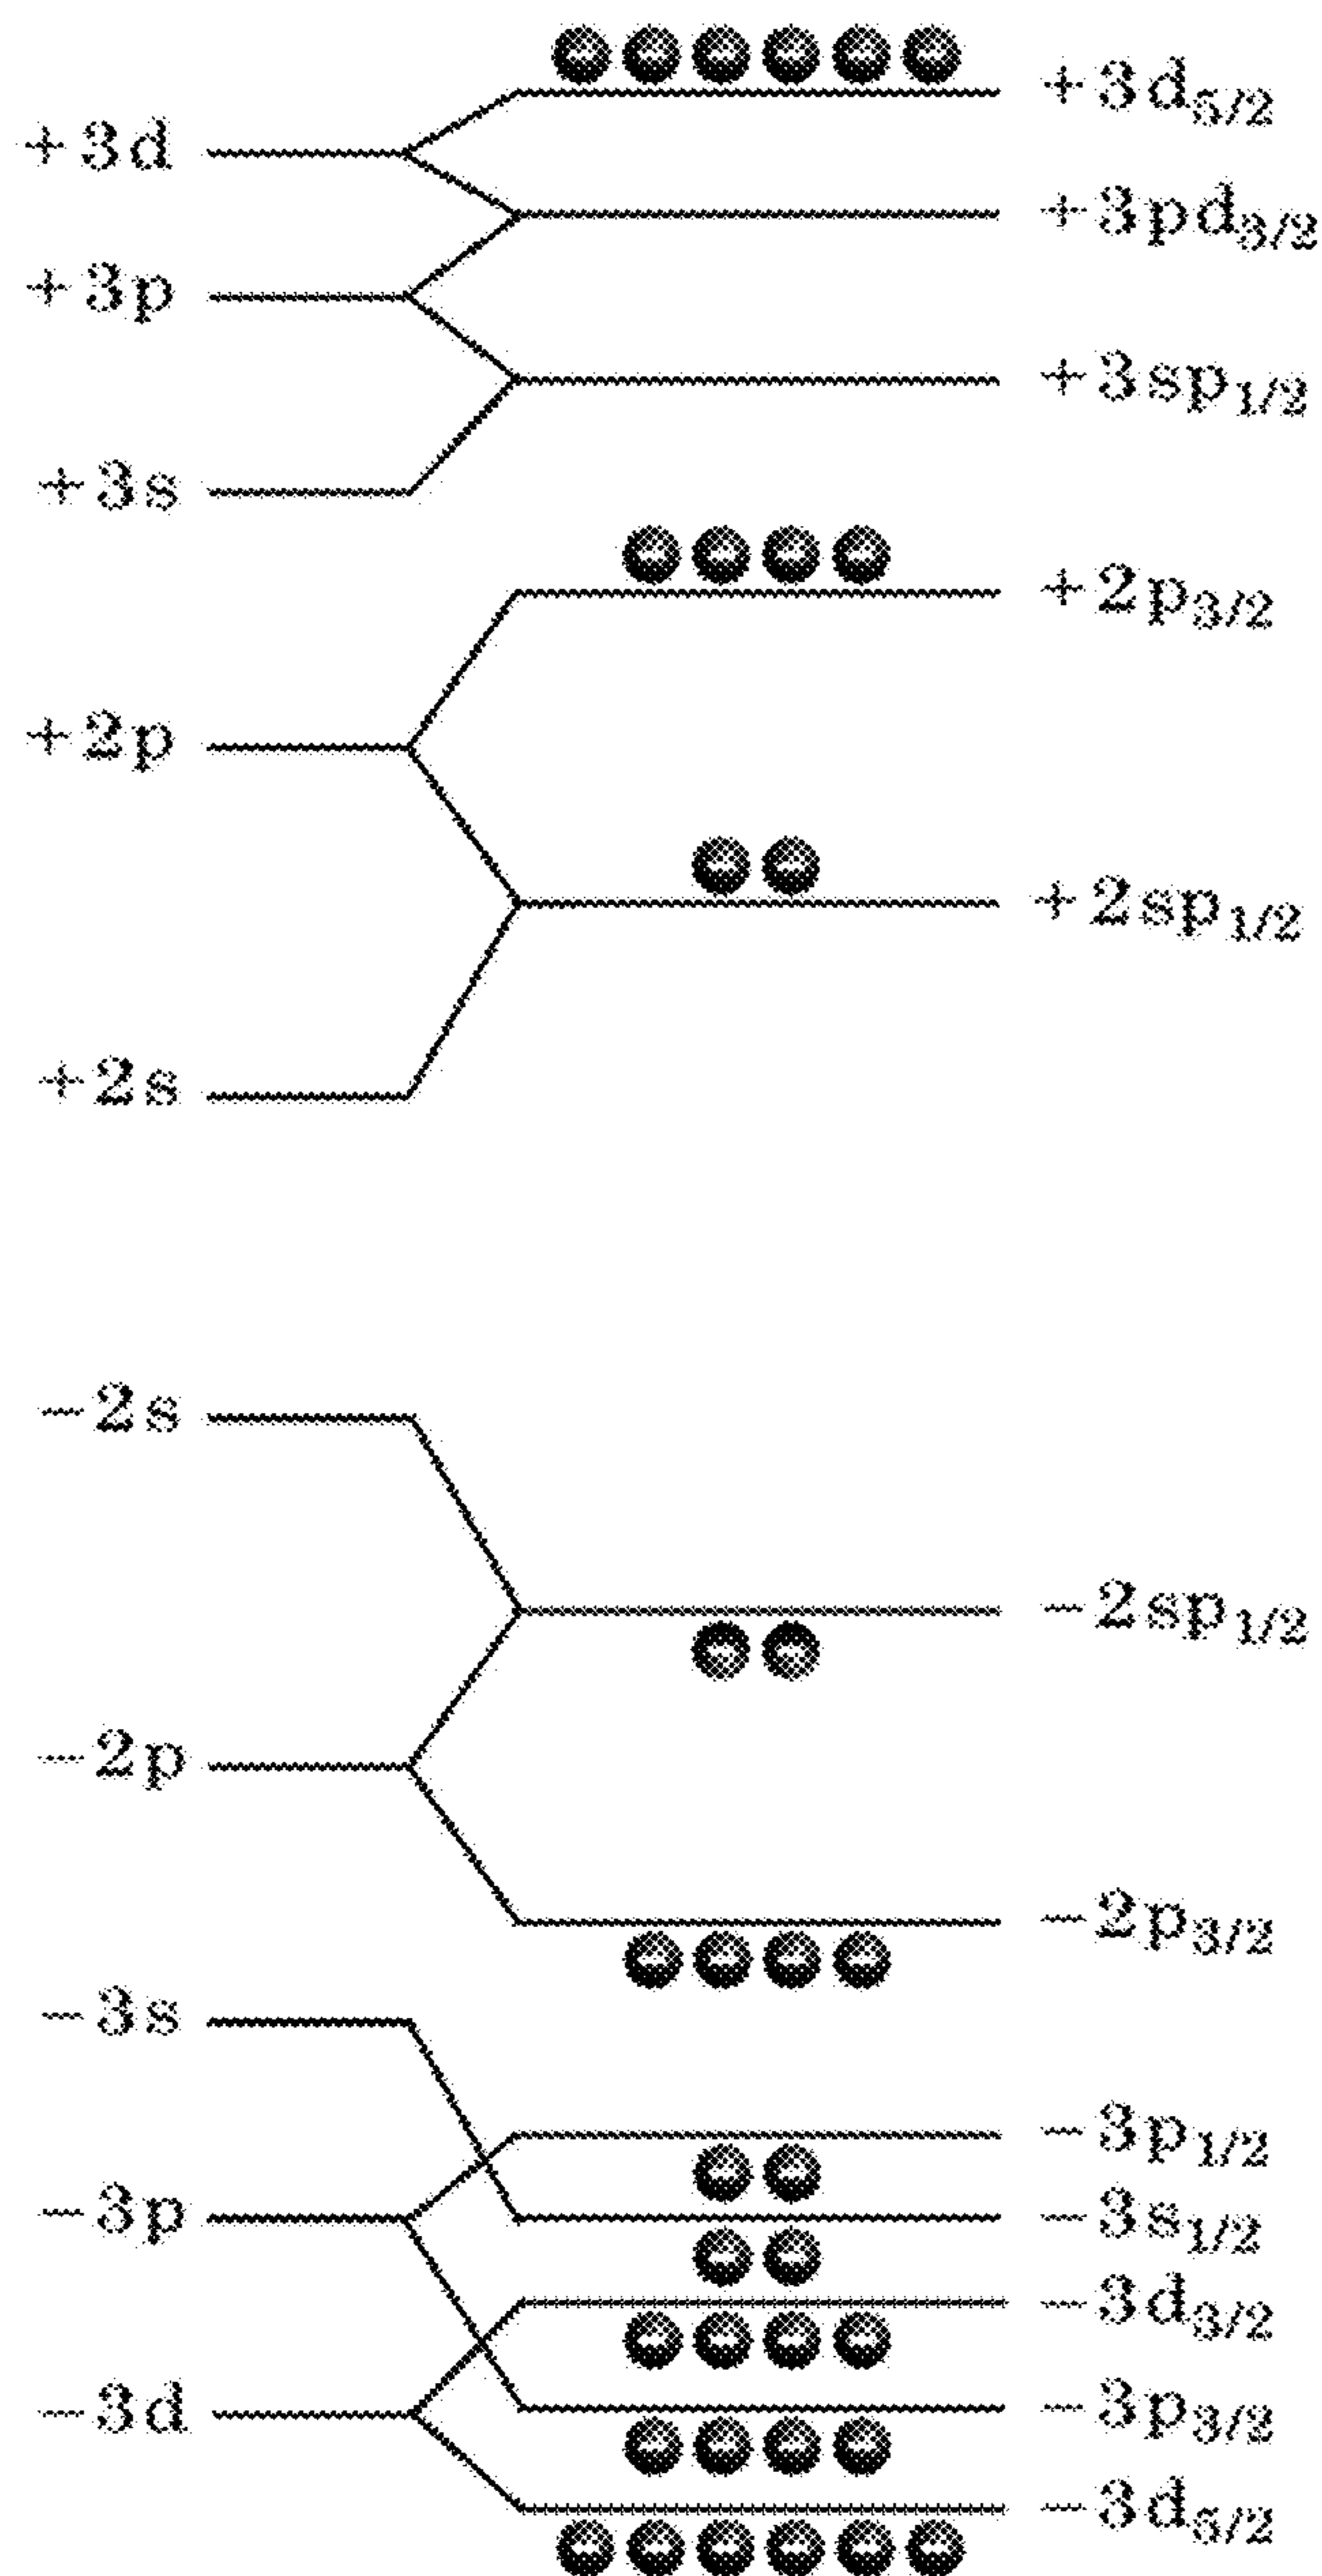 +3d₅/₂
+3d
+3pd₃/₂
+3p
+3sp₁/₂
+3s
+2p₃/₂
+2p
+2sp₁/₂
+2s
−2s
−2sp₁/₂
−2p
−2p₃/₂
−3s
−3p₁/₂
−3p
−3s₁/₂
−3d₃/₂
−3d
−3p₃/₂
−3d₅/₂